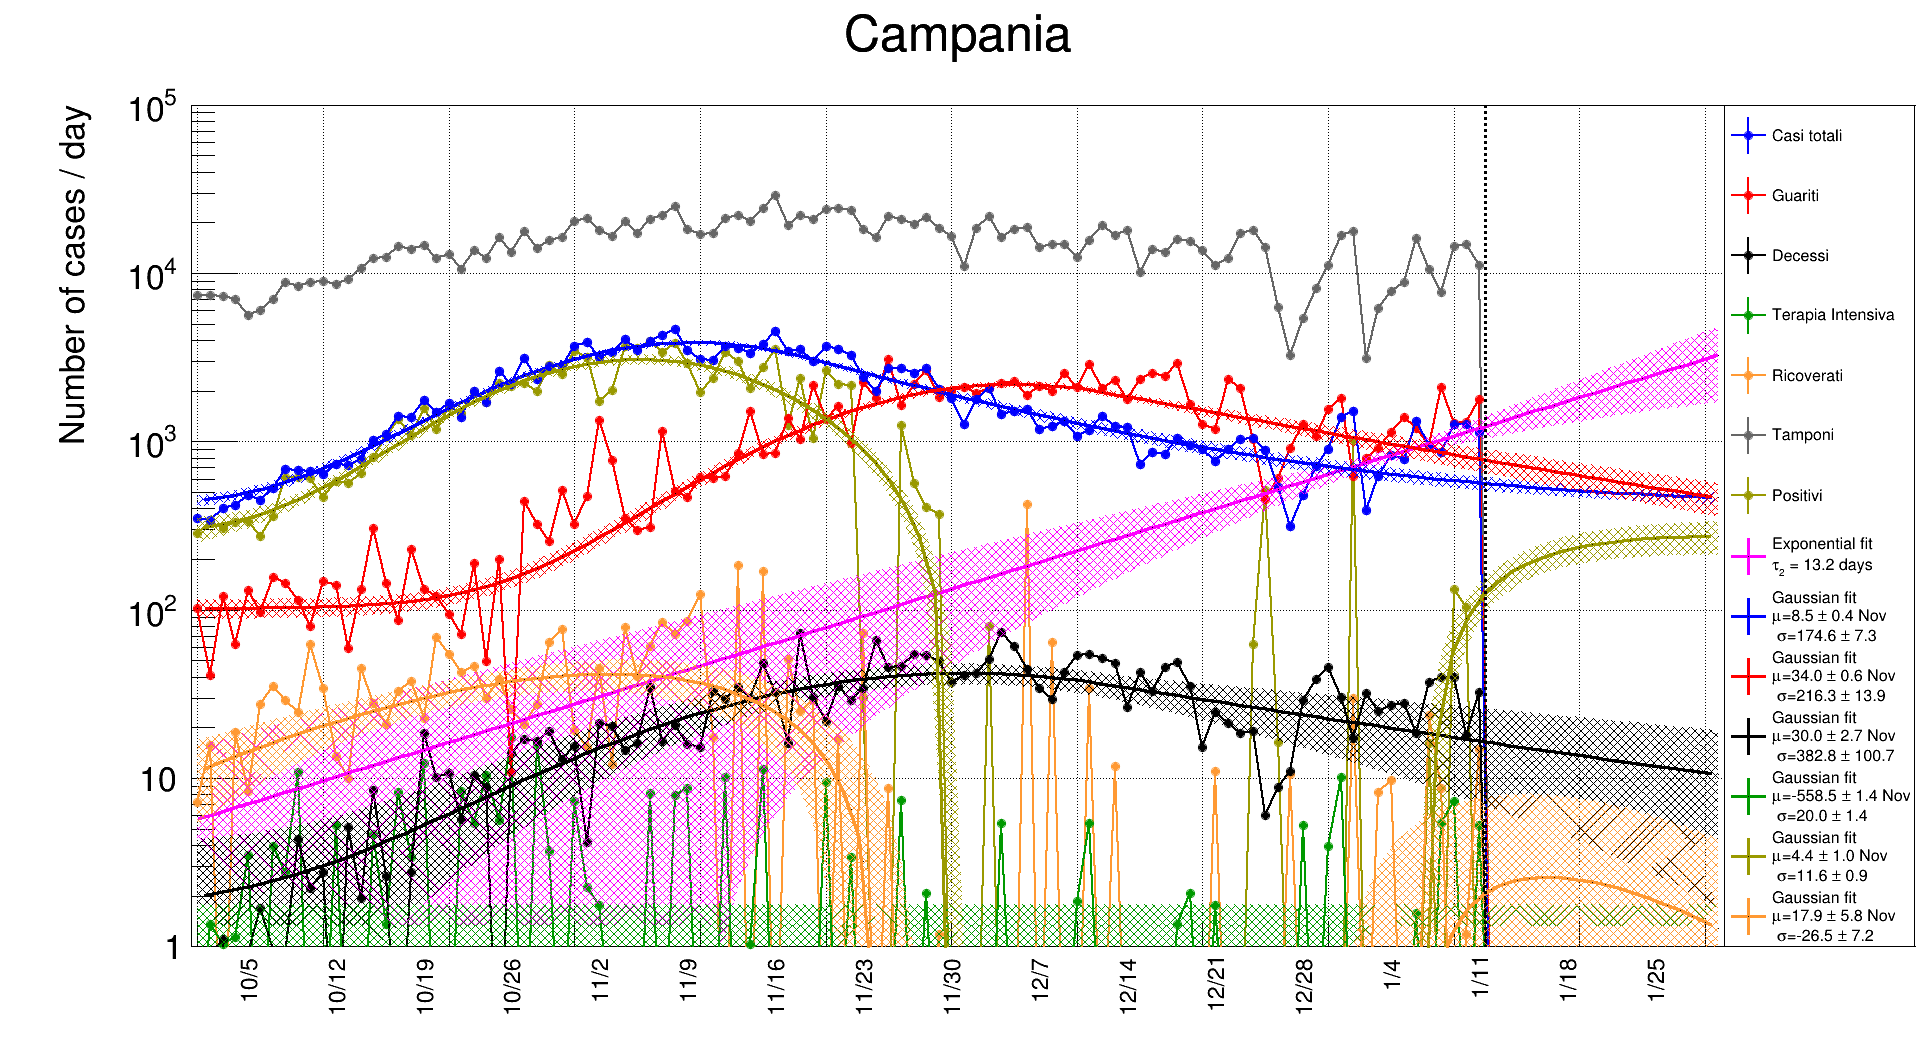 Campania
Number of cases / day
10^5
10^4
10^3
10^2
10
1
10/5
10/12
10/19
10/26
11/2
11/9
11/16
11/23
11/30
12/7
12/14
12/21
12/28
1/4
1/11
1/18
1/25
Casi totali
Guariti
Decessi
Terapia Intensiva
Ricoverati
Tamponi
Positivi
Exponential fit
τ2 = 13.2 days
Gaussian fit
μ=8.5 ± 0.4 Nov
σ=174.6 ± 7.3
Gaussian fit
μ=34.0 ± 0.6 Nov
σ=216.3 ± 13.9
Gaussian fit
μ=30.0 ± 2.7 Nov
σ=382.8 ± 100.7
Gaussian fit
μ=-558.5 ± 1.4 Nov
σ=20.0 ± 1.4
Gaussian fit
μ=4.4 ± 1.0 Nov
σ=11.6 ± 0.9
Gaussian fit
μ=17.9 ± 5.8 Nov
σ=-26.5 ± 7.2